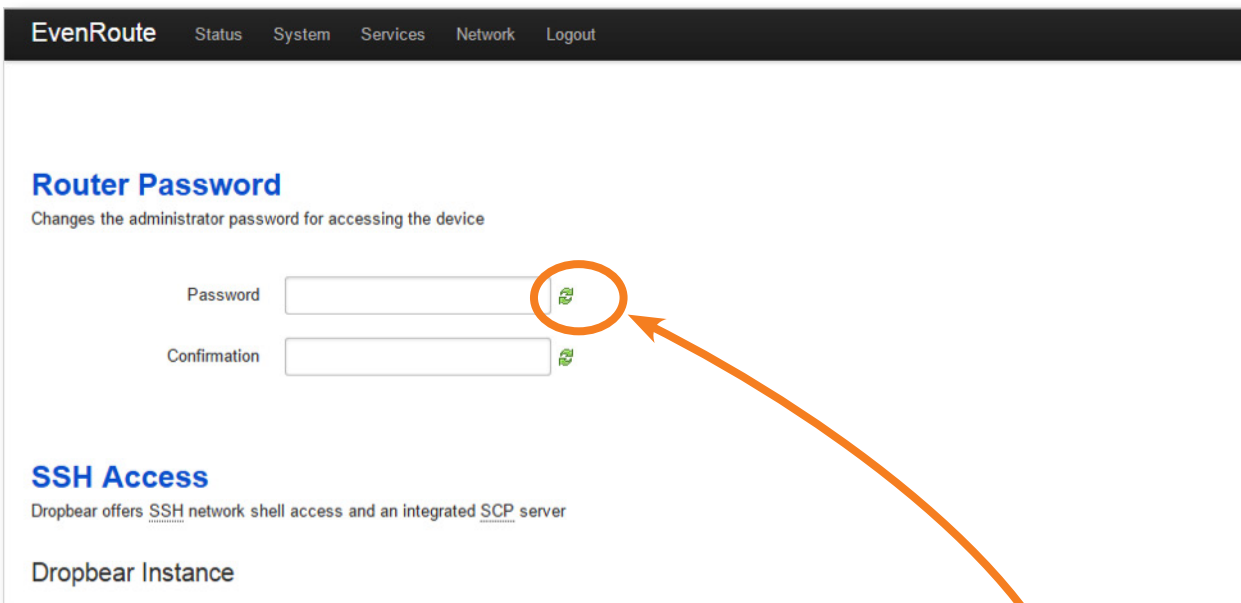 EvenRoute Status System Services Network Logout
Router Password
Changes the administrator password for accessing the device
Password
Confirmation
SSH Access
Dropbear offers SSH network shell access and an integrated SCP server
Dropbear Instance